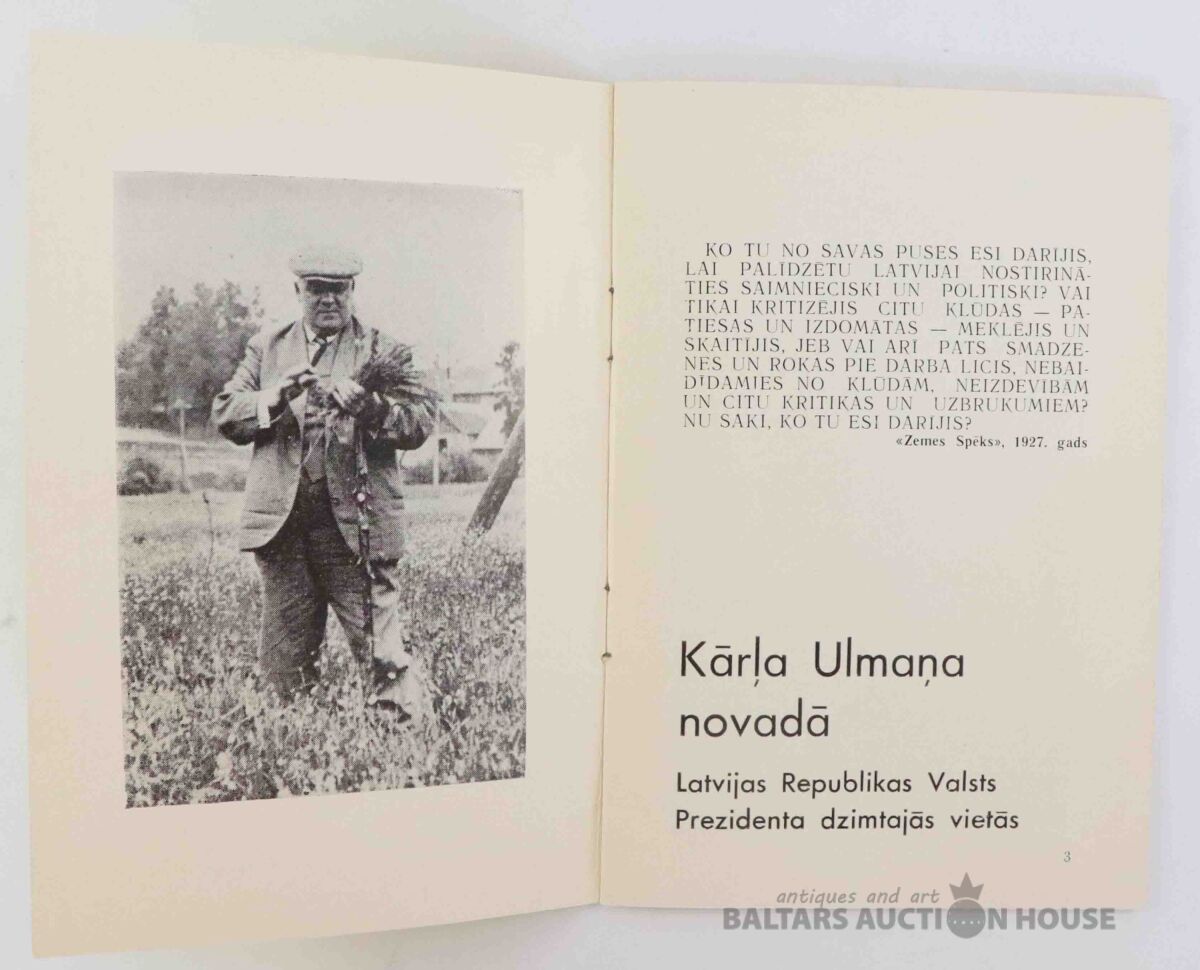 KO TU NO SAVAS PUSES ESI DARĪJIS,
LAI PALĪDZĒTU LATVIJAI NOSTIRINĀ-
TIES SAIMNIECISKI UN POLITISKI? VAI
TIKAI KRITIZĒJIS CITU KĻŪDAS — PA-
TIESAS UN IZDOMĀTAS — MEKLĒJIS UN
SKAITĪJIS, JEB VAI ARĪ PATS SMADZE-
NES UN ROKAS PIE DARBA LICIS, NEBAI-
DĪDAMIES NO KĻŪDĀM, NEIZDEVĪBĀM
UN CITU KRITIKAS UN UZBRUKUMIEM?
NU SAKI, KO TU ESI DARĪJIS?
«Zemes Spēks», 1927. gads
Kārļa Ulmaņa
novadā
Latvijas Republikas Valsts
Prezidenta dzimtajās vietās
3
antiques and art
BALTARS AUCTION HOUSE